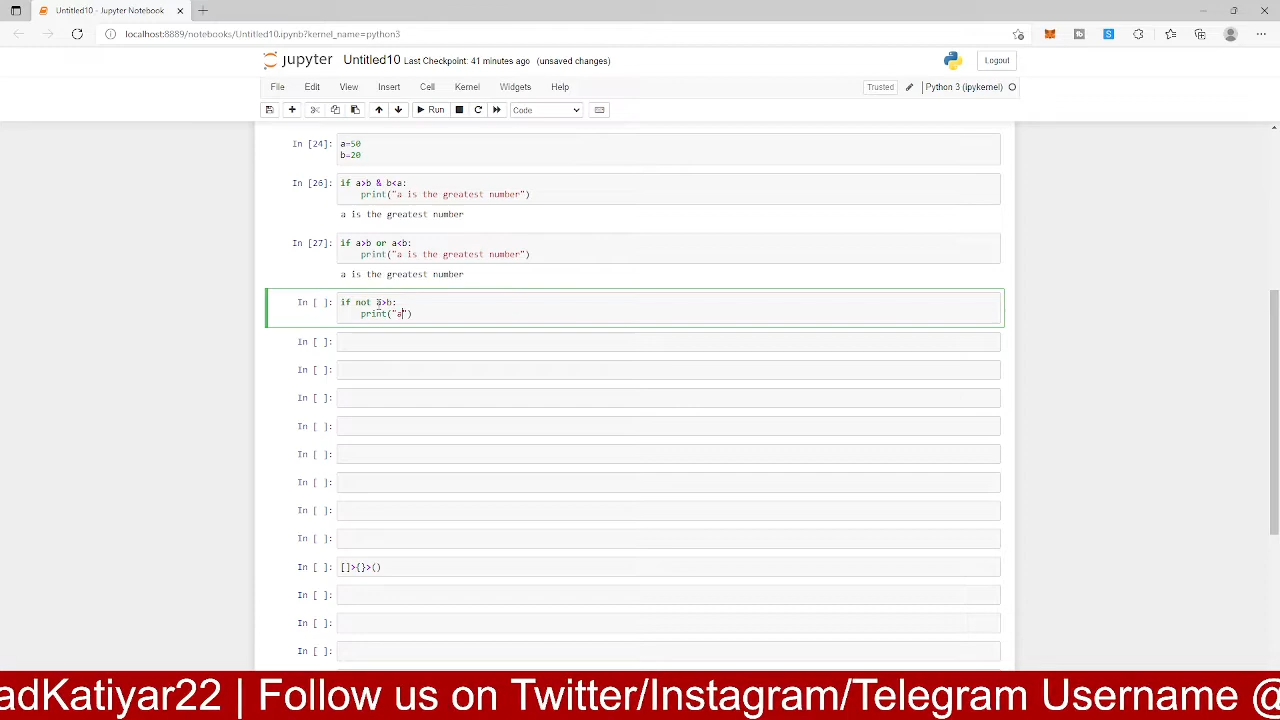 Untitled10 - Jupyter Notebook
localhost:8889/notebooks/Untitled10.ipynb?kernel_name=python3
jupyter Untitled10 Last Checkpoint: 41 minutes ago (unsaved changes) Logout
File Edit View Insert Cell Kernel Widgets Help Trusted Python 3 (ipykernel)
Run Code
In [24]: a=50
b=20
In [26]: if a>b & b<a:
print("a is the greatest number")
a is the greatest number
In [27]: if a>b or a<b:
print("a is the greatest number")
a is the greatest number
In [ ]: if not a>b:
print("a")
In [ ]:
In [ ]:
In [ ]:
In [ ]:
In [ ]:
In [ ]:
In [ ]:
In [ ]:
In [ ]: []>{}>()
In [ ]:
In [ ]:
In [ ]:
adKatiyar22 | Follow us on Twitter/Instagram/Telegram Username @